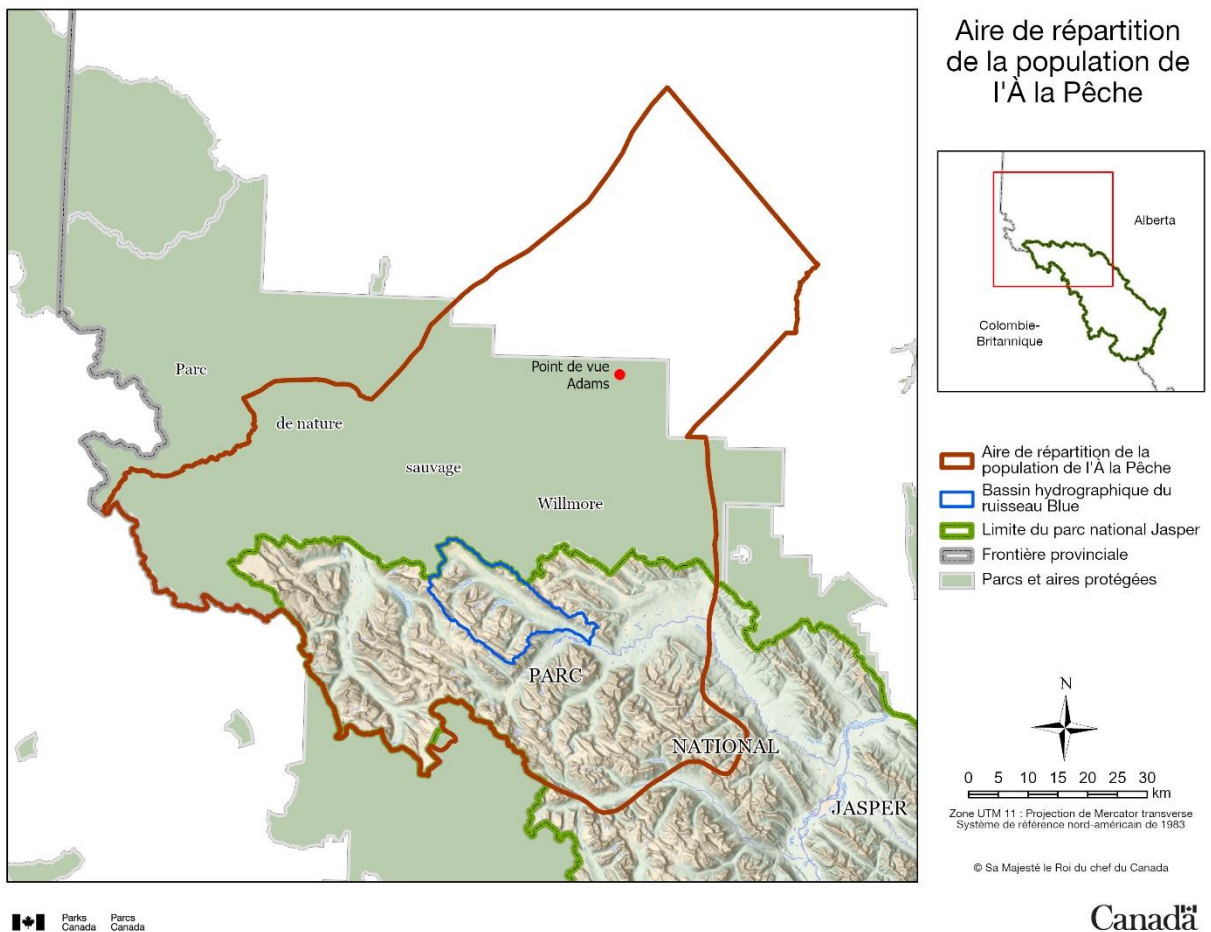 Aire de répartition
de la population de
l'À la Pêche
Alberta
Colombie-
Britannique
Parc
de nature
sauvage
Willmore
Point de vue
Adams
PARC
NATIONAL
JASPER
Aire de répartition de la
population de l'À la Pêche
Bassin hydrographique du
ruisseau Blue
Limite du parc national Jasper
Frontière provinciale
Parcs et aires protégées
N
0 5 10 15 20 25 30
km
Zone UTM 11 : Projection de Mercator transverse
Système de référence nord-américain de 1983
© Sa Majesté le Roi du chef du Canada
Parks Parcs
Canada Canada
Canada